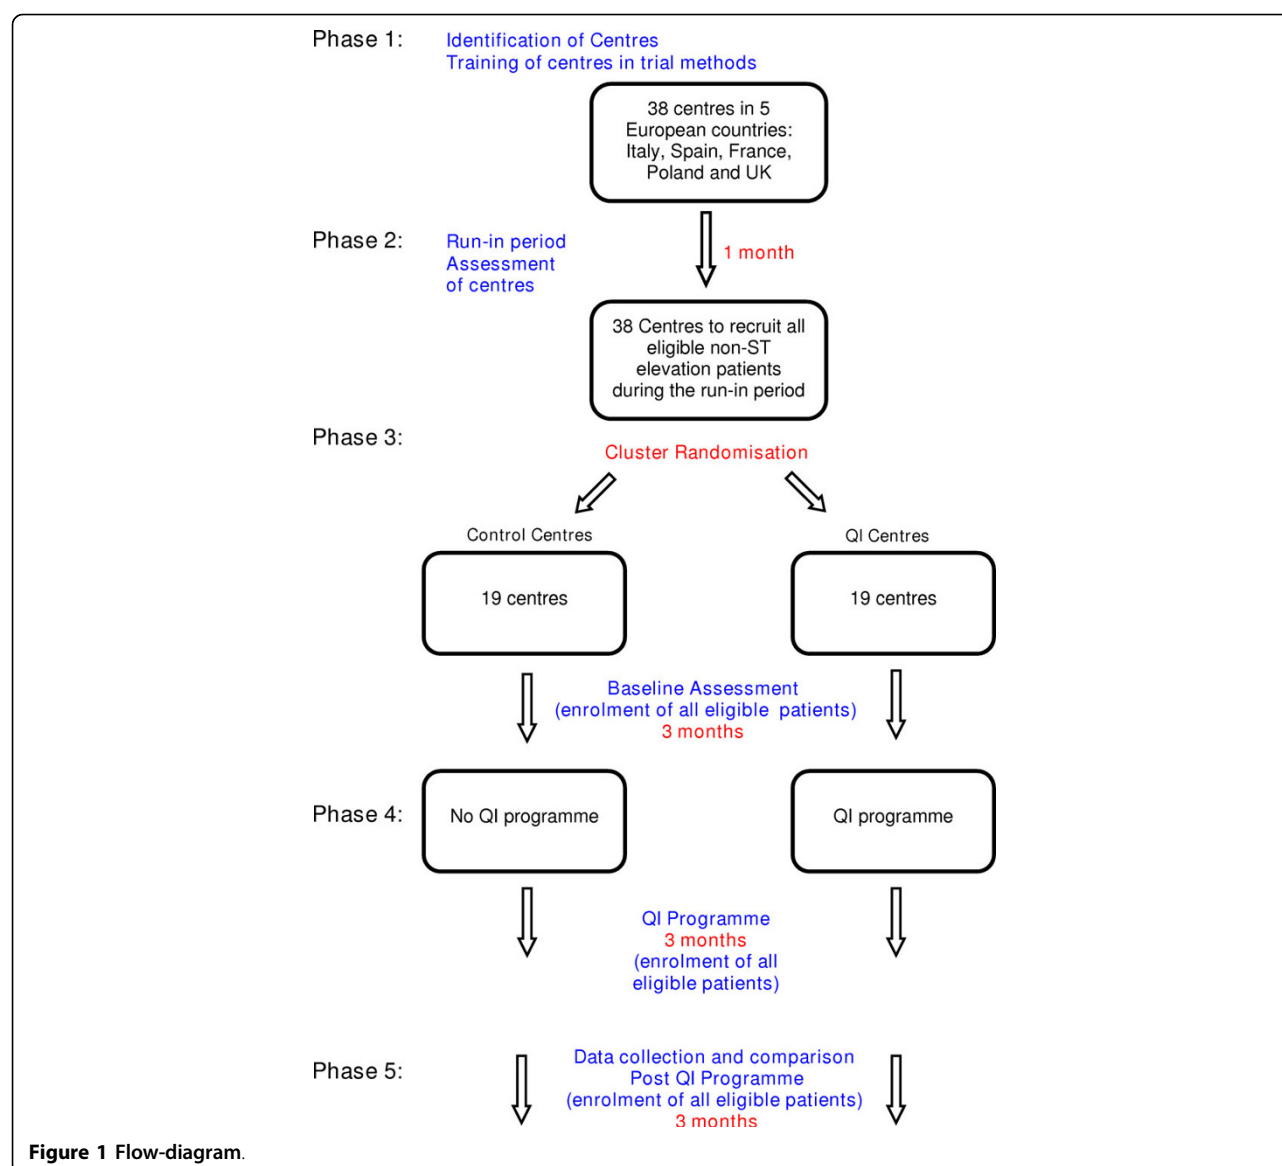 Phase 1:
Identification of Centres
Training of centres in trial methods
38 centres in 5
European countries:
Italy, Spain, France,
Poland and UK
Phase 2:
Run-in period
Assessment
of centres
1 month
38 Centres to recruit all
eligible non-ST
elevation patients
during the run-in period
Phase 3:
Cluster Randomisation
Control Centres
QI Centres
19 centres
19 centres
Baseline Assessment
(enrolment of all eligible patients)
3 months
Phase 4:
No QI programme
QI programme
QI Programme
3 months
(enrolment of all
eligible patients)
Phase 5:
Data collection and comparison
Post QI Programme
(enrolment of all eligible patients)
3 months
Figure 1 Flow-diagram.